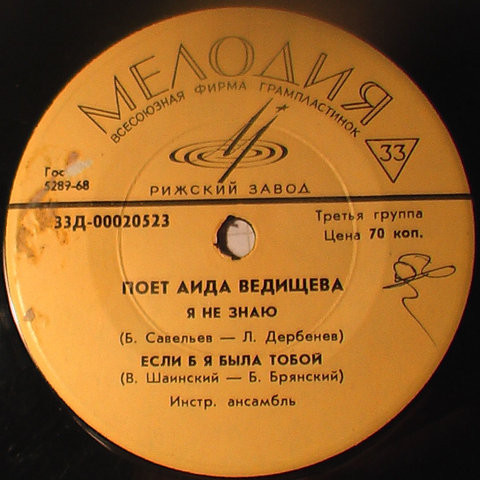 МЕЛОДИЯ
ВСЕСОЮЗНАЯ ФИРМА ГРАМПЛАСТИНОК
33
Гост
5289-68
РИЖСКИЙ ЗАВОД
33Д-00020523
Третья группа
Цена 70 коп.
ПОЕТ АИДА ВЕДИЩЕВА
Я НЕ ЗНАЮ
(Б. Савельев — Л. Дербенев)
ЕСЛИ Б Я БЫЛА ТОБОЙ
(В. Шаинский — Б. Брянский)
Инстр. ансамбль